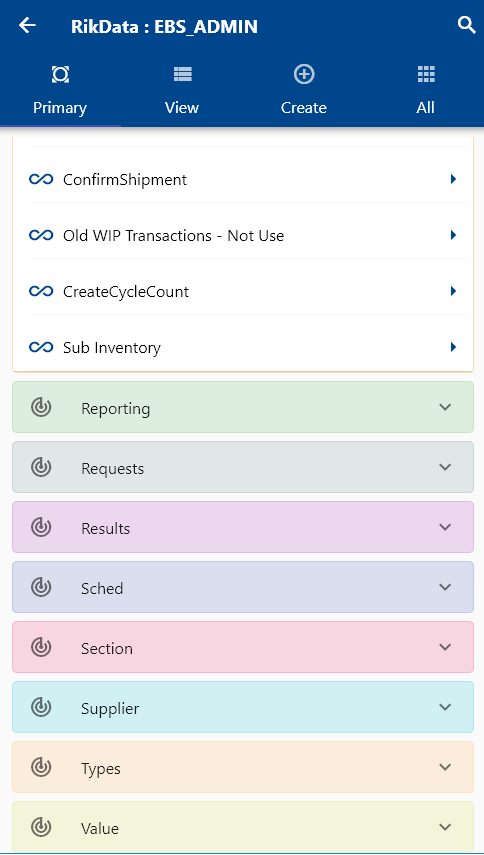 RikData : EBS_ADMIN
Primary
View
Create
All
ConfirmShipment
Old WIP Transactions - Not Use
CreateCycleCount
Sub Inventory
Reporting
Requests
Results
Sched
Section
Supplier
Types
Value